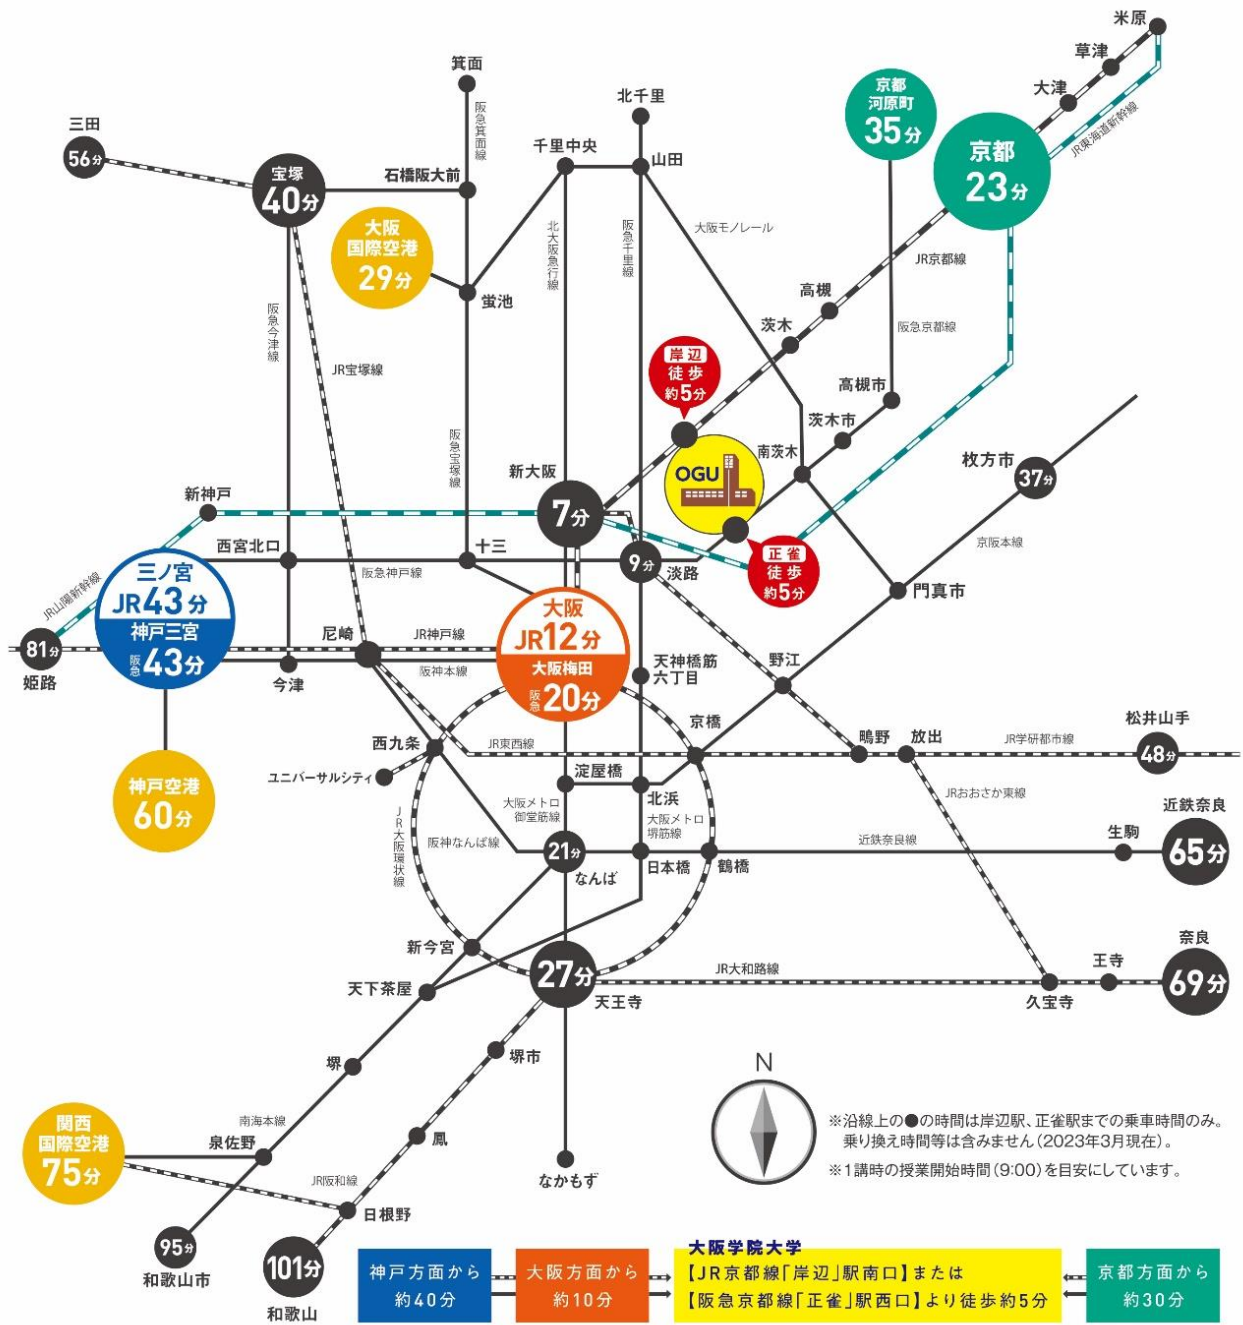 米原
草津
大津
JR東海道新幹線
箕面
阪急箕面線
北千里
京都
河原町
35分
京都
23分
三田
56分
千里中央
山田
宝塚
40分
石橋阪大前
大阪
国際空港
29分
北大阪急行線
阪急千里線
大阪モノレール
JR京都線
蛍池
高槻
茨木
阪急京都線
阪急今津線
JR宝塚線
岸辺
徒歩
約5分
高槻市
茨木市
阪急宝塚線
南茨木
OGU
枚方市
37分
新大阪
7分
新神戸
西宮北口
十三
阪急神戸線
9分
淡路
正雀
徒歩
約5分
京阪本線
門真市
JR山陽新幹線
三ノ宮
JR43分
神戸三宮
阪急43分
大阪
JR12分
大阪梅田
阪急20分
81分
姫路
尼崎
JR神戸線
阪神本線
今津
天神橋筋
六丁目
野江
京橋
西九条
JR東西線
鴫野
放出
JR学研都市線
松井山手
48分
ユニバーサルシティ
淀屋橋
北浜
神戸空港
60分
JR大阪環状線
大阪メトロ
御堂筋線
大阪メトロ
堺筋線
JRおおさか東線
阪神なんば線
21分
なんば
日本橋
鶴橋
近鉄奈良線
生駒
近鉄奈良
65分
新今宮
27分
天王寺
JR大和路線
久宝寺
王寺
奈良
69分
天下茶屋
堺
堺市
N
※沿線上の●の時間は岸辺駅、正雀駅までの乗車時間のみ。
乗り換え時間等は含みません(2023年3月現在)。
※1講時の授業開始時間(9:00)を目安にしています。
関西
国際空港
75分
南海本線
泉佐野
鳳
なかもず
JR阪和線
日根野
95分
和歌山市
101分
和歌山
神戸方面から
約40分
大阪方面から
約10分
大阪学院大学
【JR京都線「岸辺」駅南口】または
【阪急京都線「正雀」駅西口】より徒歩約5分
京都方面から
約30分